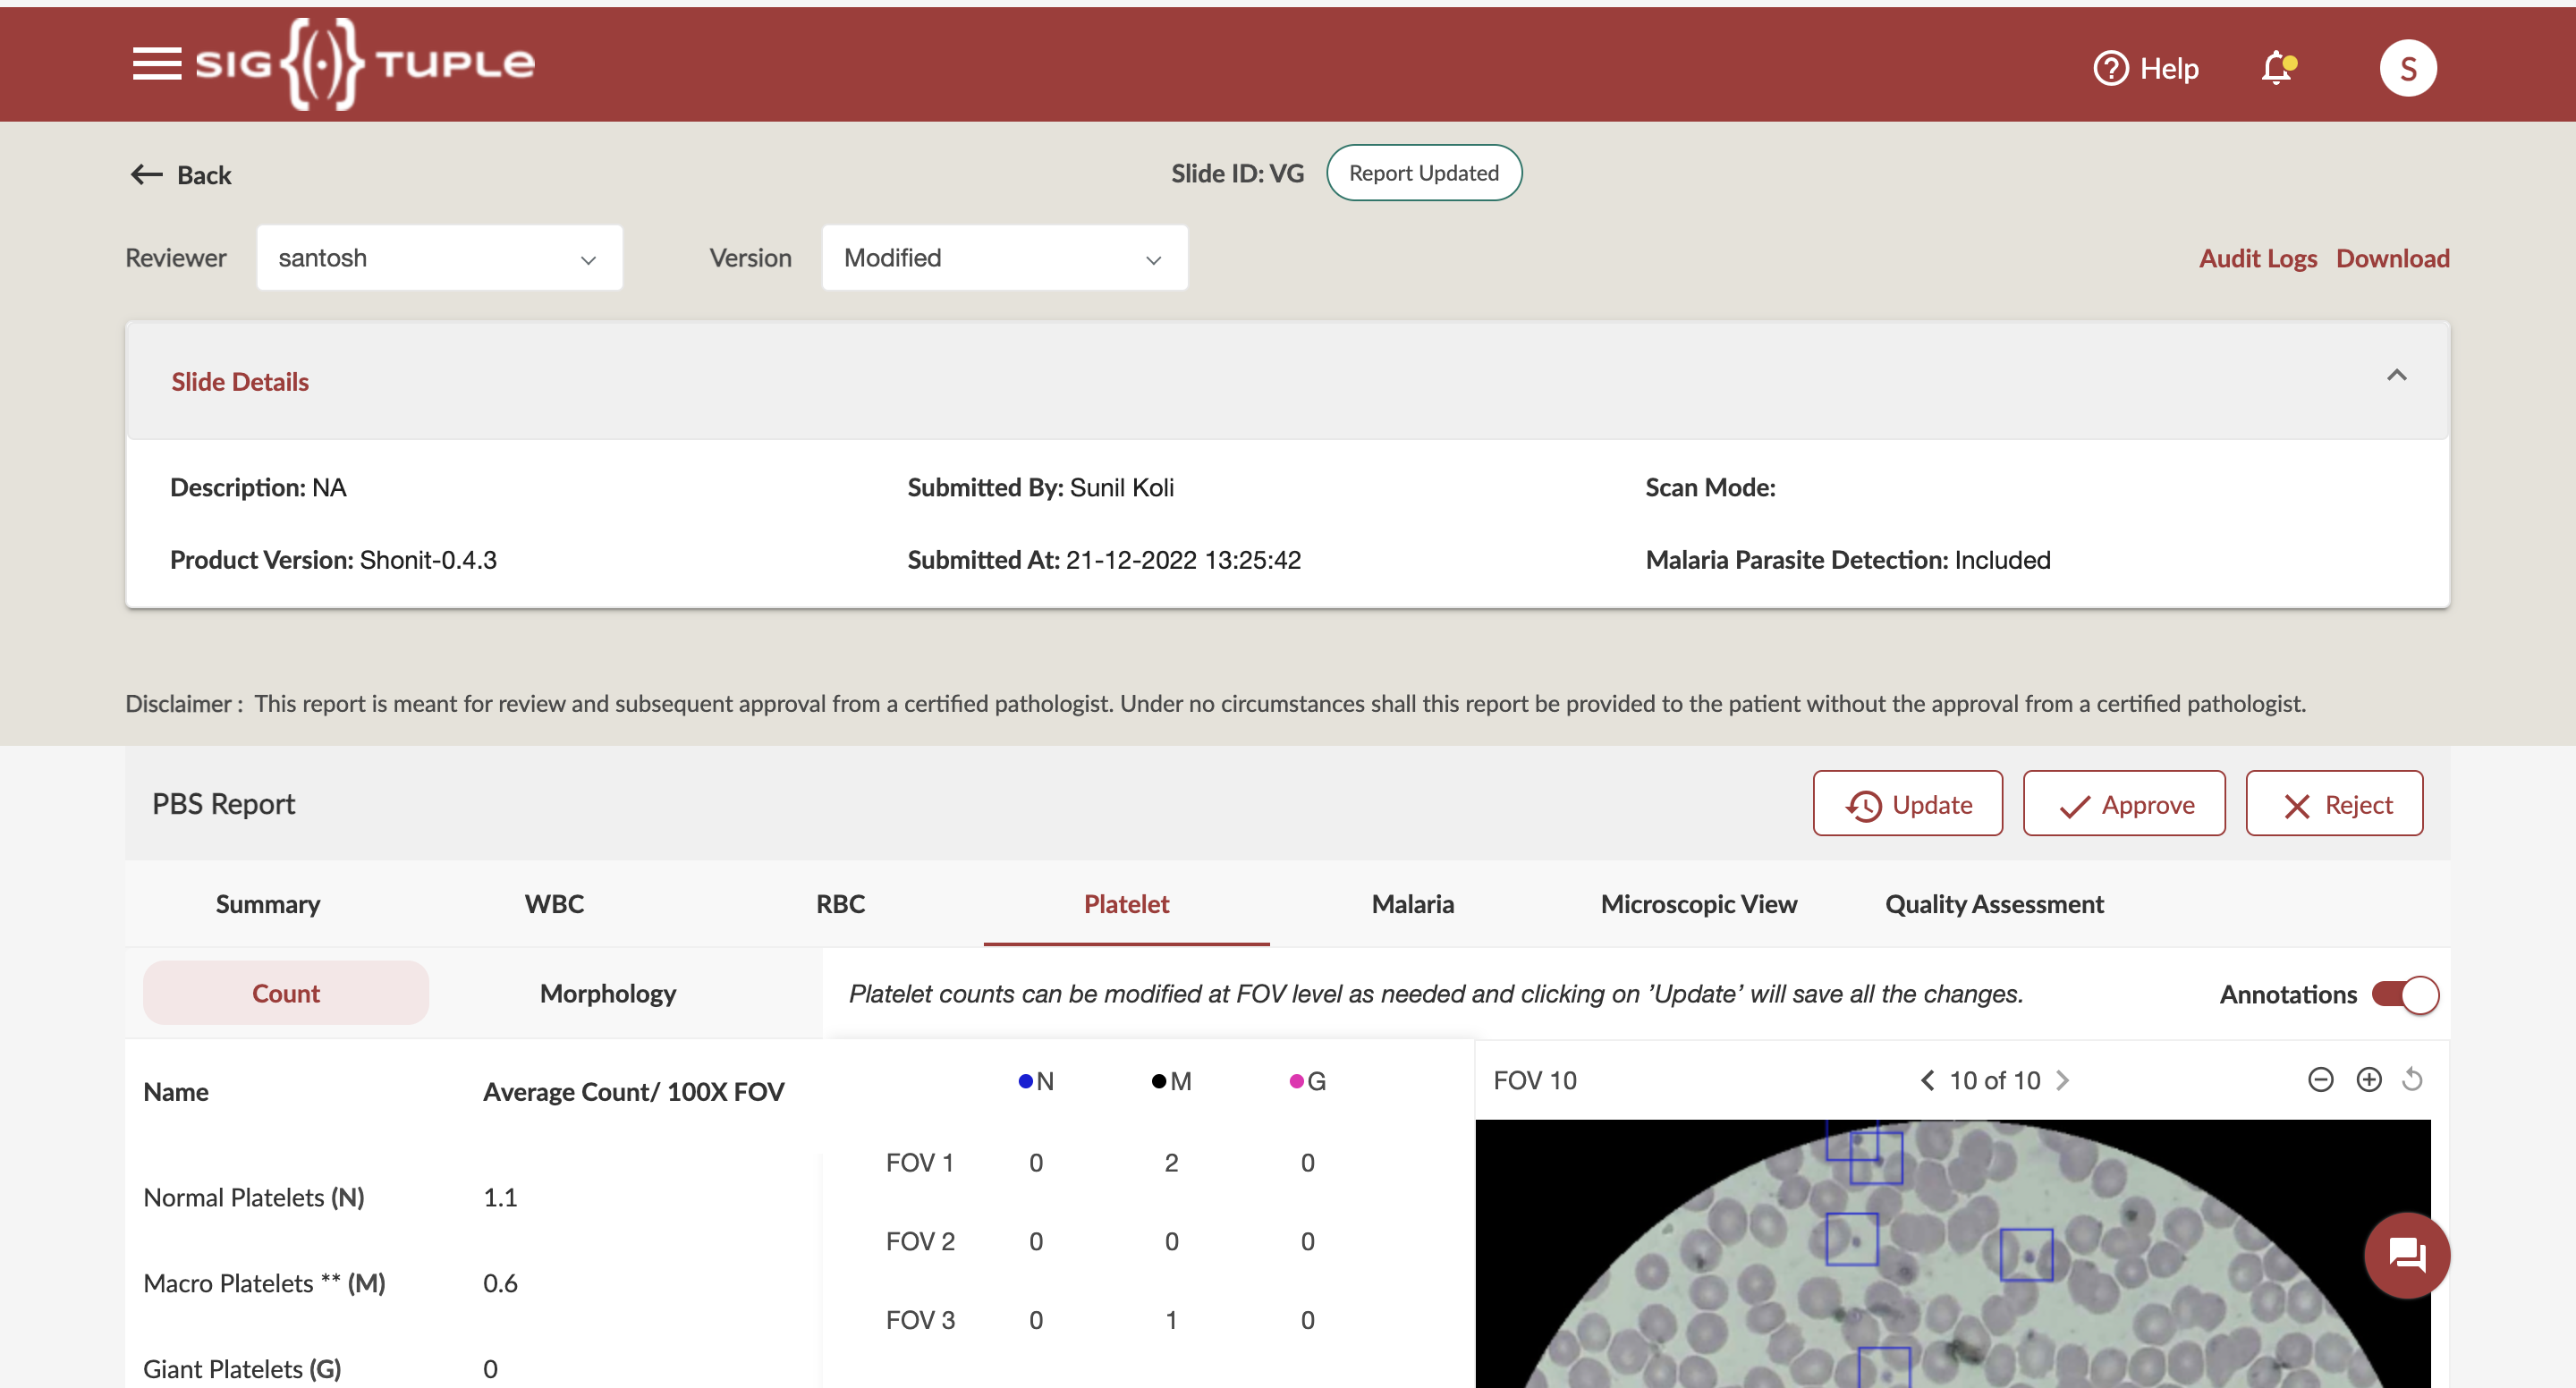 SIG{(·)}TUPLe
Help
S
Back
Slide ID: VG
Report Updated
Reviewer
santosh
Version
Modified
Audit Logs
Download
Slide Details
Description: NA
Submitted By: Sunil Koli
Scan Mode:
Product Version: Shonit-0.4.3
Submitted At: 21-12-2022 13:25:42
Malaria Parasite Detection: Included
Disclaimer : This report is meant for review and subsequent approval from a certified pathologist. Under no circumstances shall this report be provided to the patient without the approval from a certified pathologist.
PBS Report
Update
Approve
Reject
Summary
WBC
RBC
Platelet
Malaria
Microscopic View
Quality Assessment
Count
Morphology
Platelet counts can be modified at FOV level as needed and clicking on 'Update' will save all the changes.
Annotations
Name
Average Count/ 100X FOV
Normal Platelets (N) 1.1
Macro Platelets ** (M) 0.6
Giant Platelets (G) 0
N M G
FOV 1 0 2 0
FOV 2 0 0 0
FOV 3 0 1 0
FOV 10
10 of 10